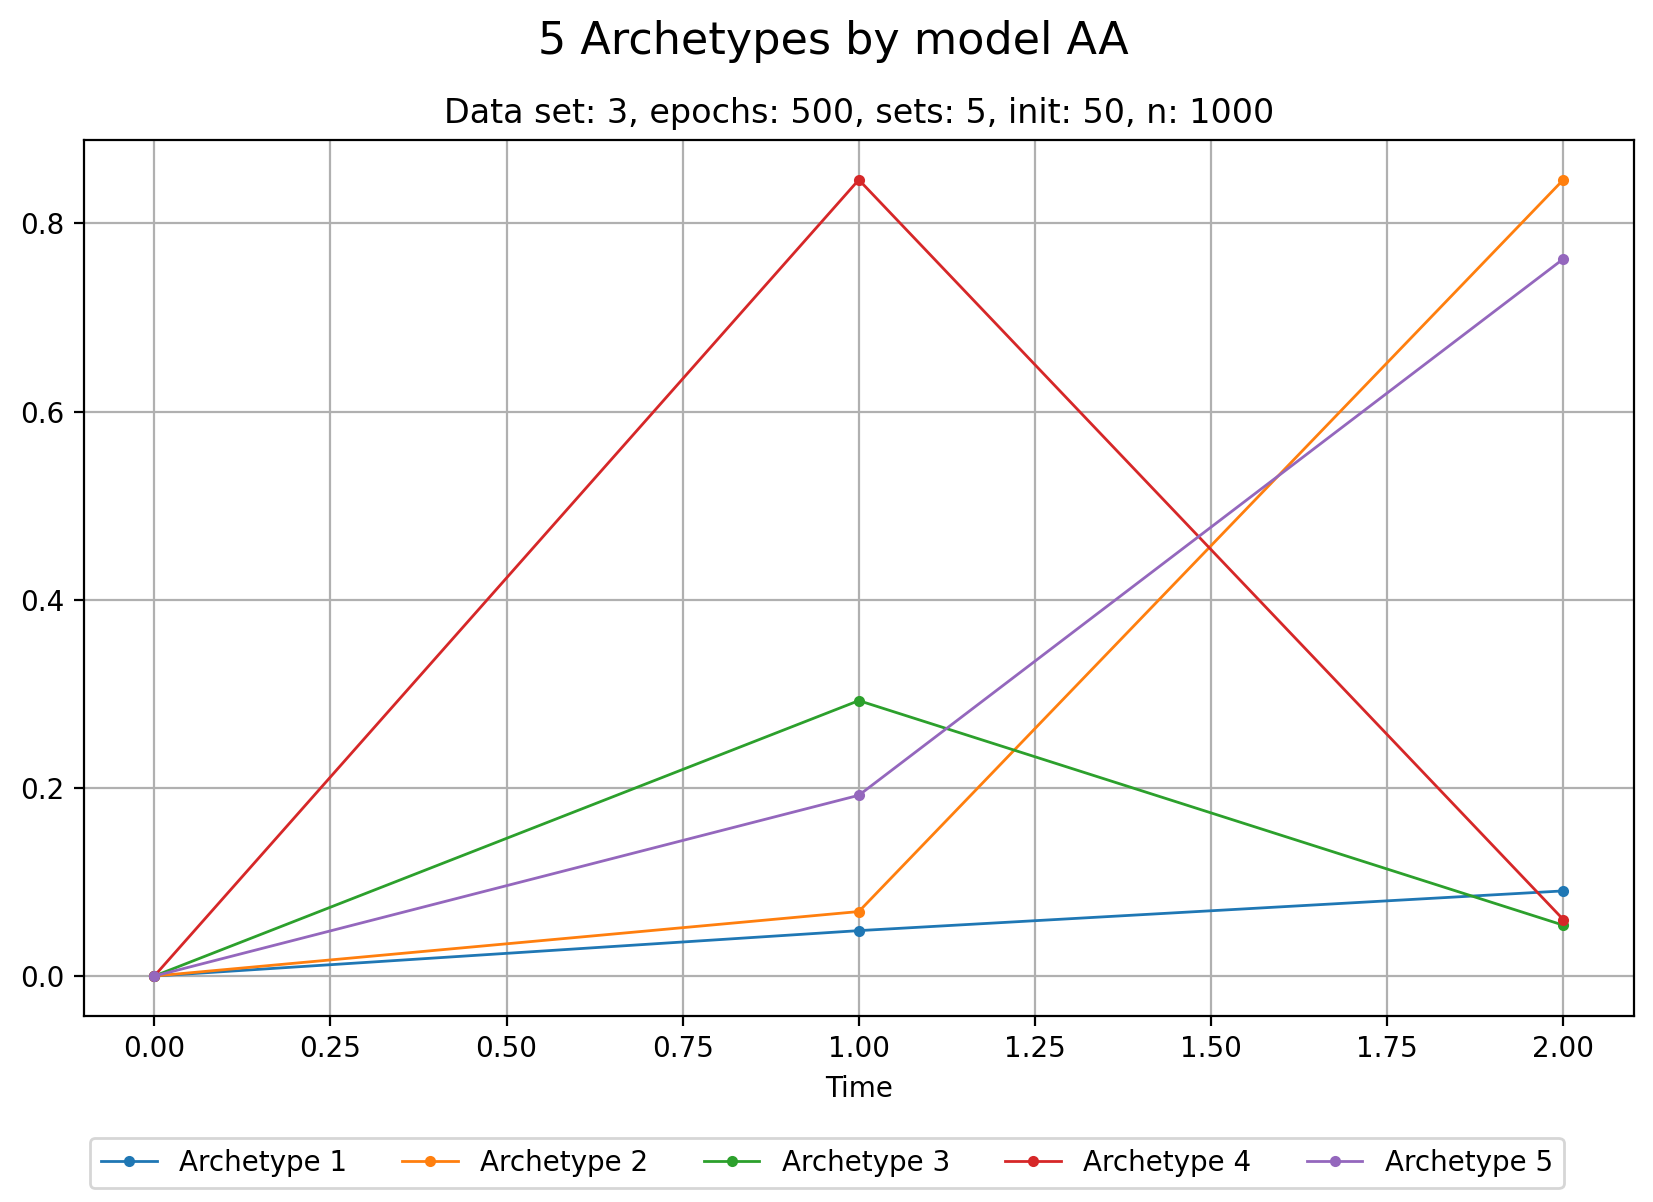 5 Archetypes by model AA
Data set: 3, epochs: 500, sets: 5, init: 50, n: 1000
0.8
0.6
0.4
0.2
0.0
0.00 0.25 0.50 0.75 1.00 1.25 1.50 1.75 2.00
Time
Archetype 1 Archetype 2 Archetype 3 Archetype 4 Archetype 5